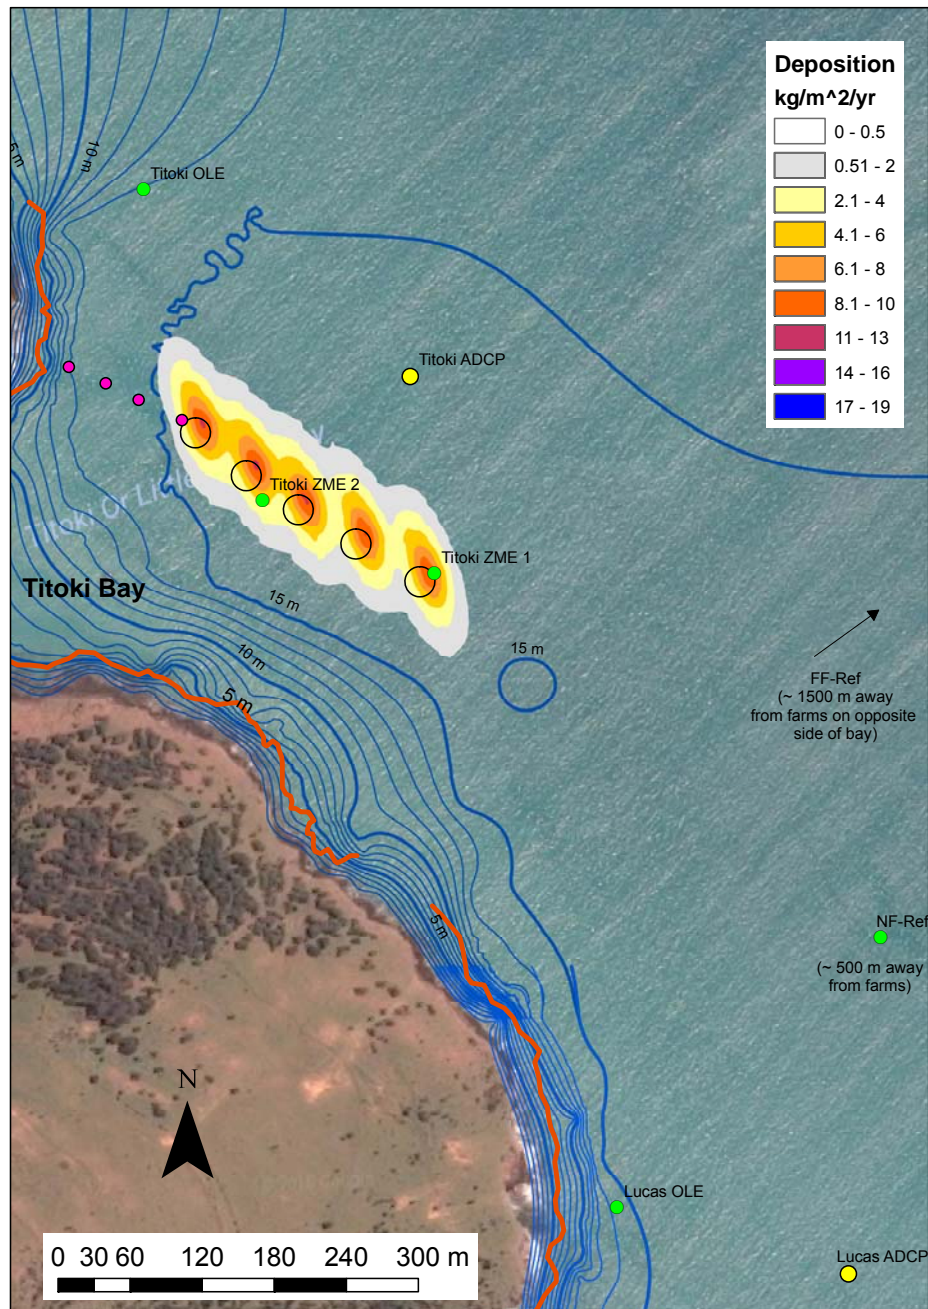 Deposition
kg/m^2/yr
0 - 0.5
0.51 - 2
2.1 - 4
4.1 - 6
6.1 - 8
8.1 - 10
11 - 13
14 - 16
17 - 19
5 m
10 m
Titoki OLE
Titoki ADCP
Titoki Or
Titoki ZME 2
Titoki ZME 1
Titoki Bay
15 m
10 m
5 m
15 m
FF-Ref
(~ 1500 m away
from farms on opposite
side of bay)
5 m
NF-Ref
(~ 500 m away
from farms)
N
Lucas OLE
Lucas ADCP
0 30 60 120 180 240 300 m